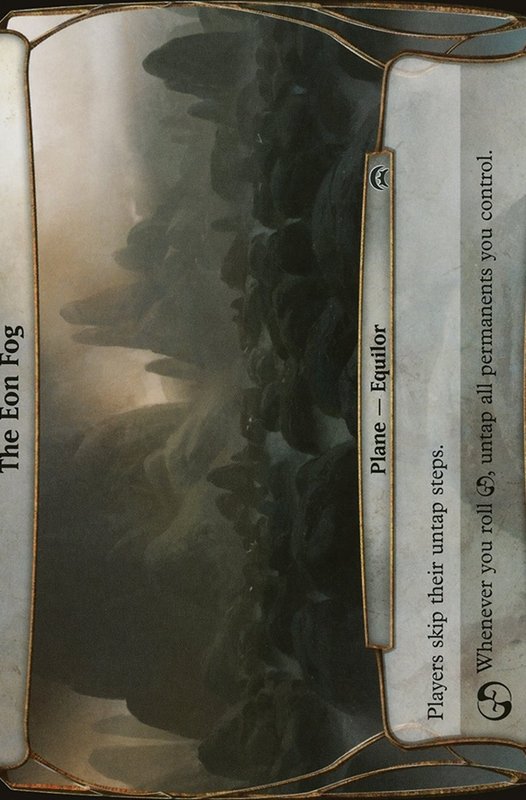 The Eon Fog
Plane — Equilor
Players skip their untap steps.
Whenever you roll , untap all permanents you control.